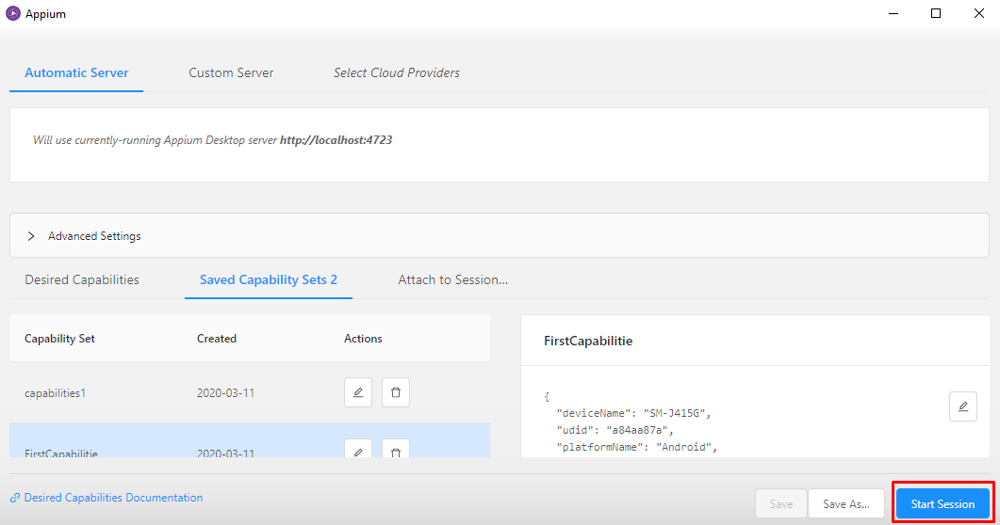 Appium
Automatic Server Custom Server Select Cloud Providers
Will use currently-running Appium Desktop server http://localhost:4723
Advanced Settings
Desired Capabilities Saved Capability Sets 2 Attach to Session...
Capability Set Created Actions
FirstCapabilitie
capabilities1 2020-03-11
{
"deviceName": "SM-J415G",
"udid": "a84aa87a",
"platformName": "Android",
FirstCapabilitie 2020-03-11
Desired Capabilities Documentation
Save Save As... Start Session